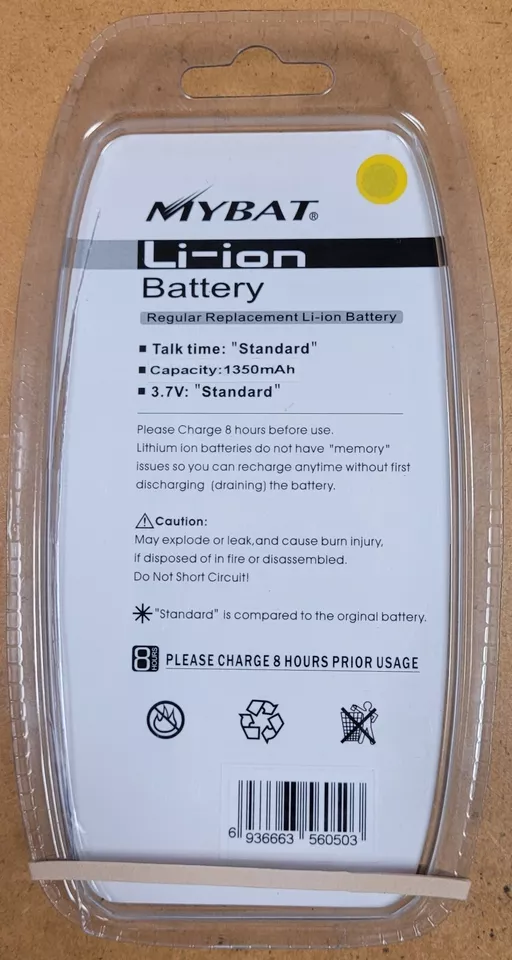 MYBAT®
Li-ion
Battery
Regular Replacement Li-ion Battery
■ Talk time: "Standard"
■ Capacity:1350mAh
■ 3.7V: "Standard"
Please Charge 8 hours before use.
Lithium ion batteries do not have "memory"
issues so you can recharge anytime without first
discharging (draining) the battery.
⚠Caution:
May explode or leak,and cause burn injury,
if disposed of in fire or disassembled.
Do Not Short Circuit!
✳"Standard" is compared to the orginal battery.
8 HOURS PLEASE CHARGE 8 HOURS PRIOR USAGE
6 936663 560503